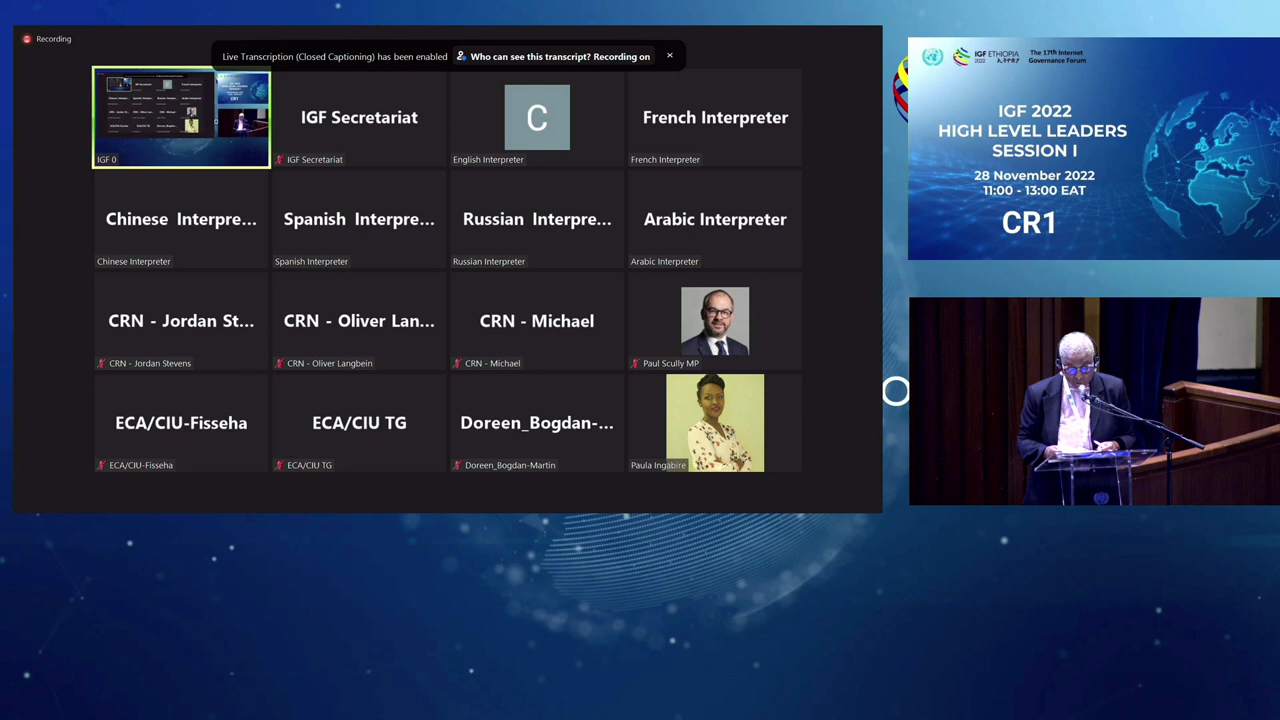 Recording
Live Transcription (Closed Captioning) has been enabled
Who can see this transcript? Recording on
IGF 0
IGF Secretariat
IGF Secretariat
C
English Interpreter
French Interpreter
French Interpreter
Chinese Interpre...
Chinese Interpreter
Spanish Interpre...
Spanish Interpreter
Russian Interpre...
Russian Interpreter
Arabic Interpreter
Arabic Interpreter
CRN - Jordan St...
CRN - Jordan Stevens
CRN - Oliver Lan...
CRN - Oliver Langbein
CRN - Michael
CRN - Michael
Paul Scully MP
ECA/CIU-Fisseha
ECA/CIU-Fisseha
ECA/CIU TG
ECA/CIU TG
Doreen_Bogdan-...
Doreen_Bogdan-Martin
Paula Ingabire
IGF ETHIOPIA
2022 ኢትዮጵያ
The 17th Internet
Governance Forum
IGF 2022
HIGH LEVEL LEADERS
SESSION I
28 November 2022
11:00 - 13:00 EAT
CR1